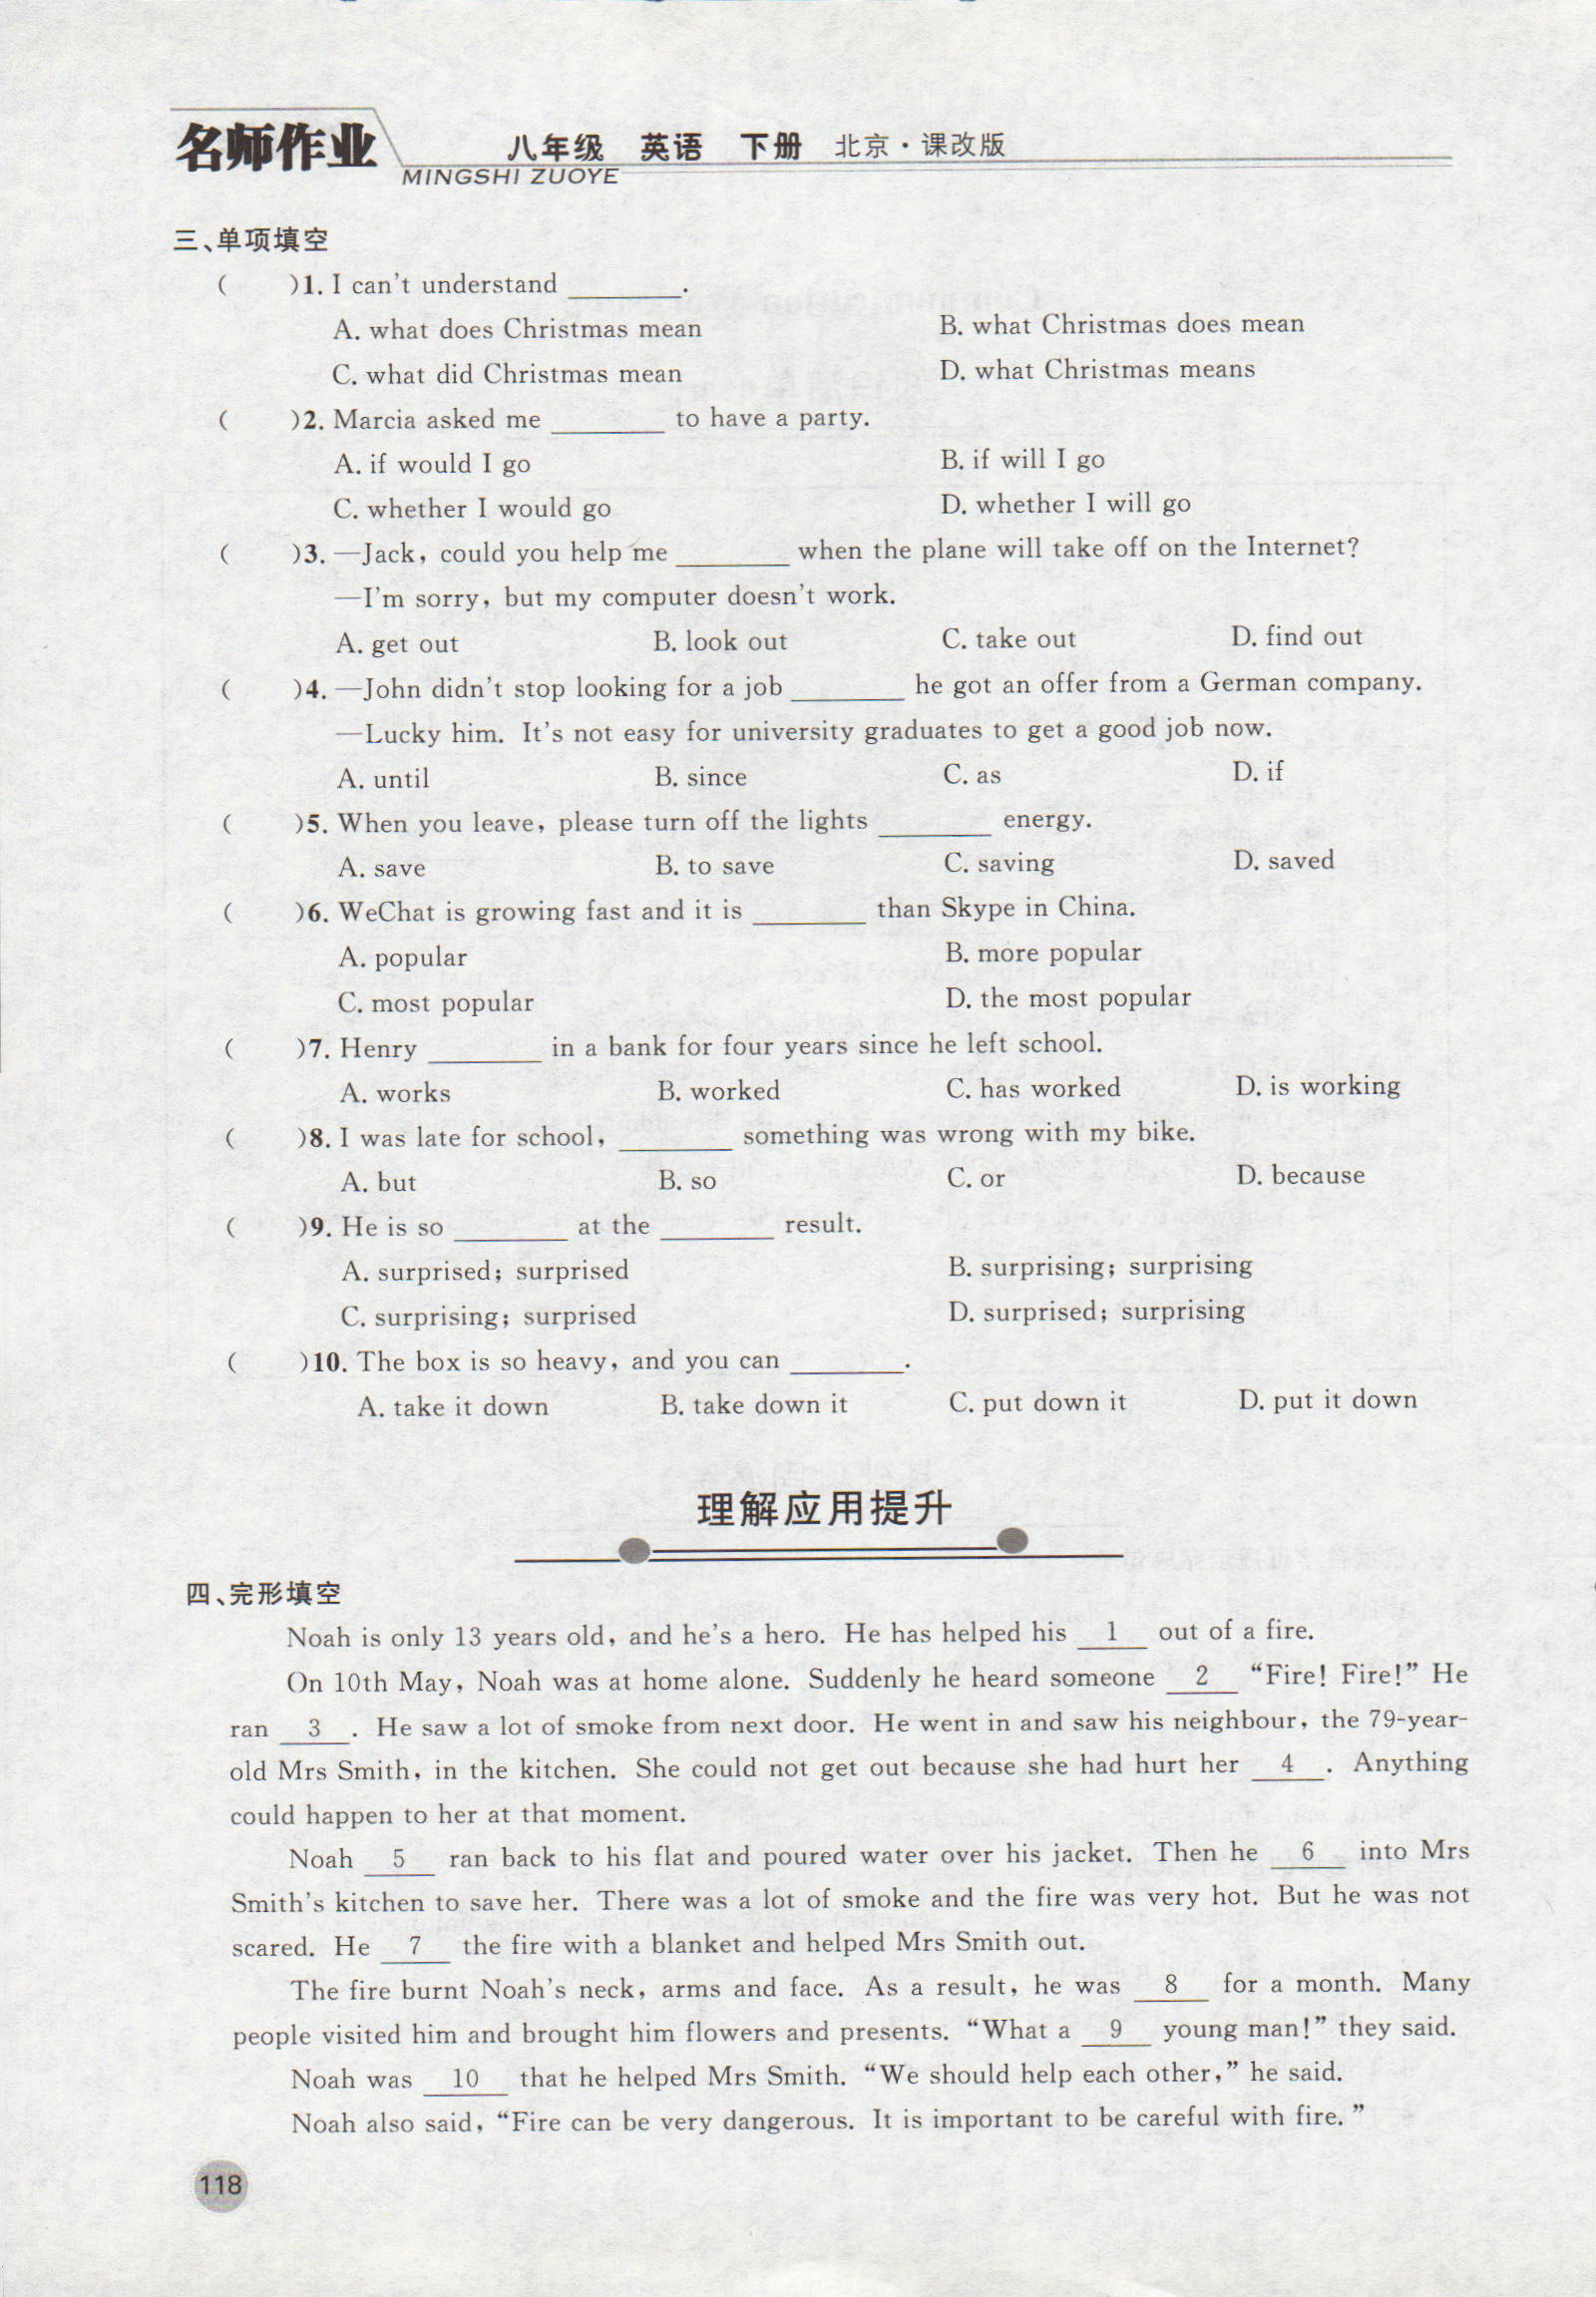 名师作业 八年级 英语 下册 北京·课改版
MINGSHI ZUOYE
三、单项填空
( )1. I can't understand ________.
A. what does Christmas mean B. what Christmas does mean
C. what did Christmas mean D. what Christmas means
( )2. Marcia asked me ________ to have a party.
A. if would I go B. if will I go
C. whether I would go D. whether I will go
( )3. —Jack, could you help me ________ when the plane will take off on the Internet?
—I'm sorry, but my computer doesn't work.
A. get out B. look out C. take out D. find out
( )4. —John didn't stop looking for a job ________ he got an offer from a German company.
—Lucky him. It's not easy for university graduates to get a good job now.
A. until B. since C. as D. if
( )5. When you leave, please turn off the lights ________ energy.
A. save B. to save C. saving D. saved
( )6. WeChat is growing fast and it is ________ than Skype in China.
A. popular B. more popular
C. most popular D. the most popular
( )7. Henry ________ in a bank for four years since he left school.
A. works B. worked C. has worked D. is working
( )8. I was late for school, ________ something was wrong with my bike.
A. but B. so C. or D. because
( )9. He is so ________ at the ________ result.
A. surprised; surprised B. surprising; surprising
C. surprising; surprised D. surprised; surprising
( )10. The box is so heavy, and you can ________.
A. take it down B. take down it C. put down it D. put it down
理解应用提升
四、完形填空
Noah is only 13 years old, and he's a hero. He has helped his 1 out of a fire.
On 10th May, Noah was at home alone. Suddenly he heard someone 2 “Fire! Fire!” He
ran 3 . He saw a lot of smoke from next door. He went in and saw his neighbour, the 79-year-
old Mrs Smith, in the kitchen. She could not get out because she had hurt her 4 . Anything
could happen to her at that moment.
Noah 5 ran back to his flat and poured water over his jacket. Then he 6 into Mrs
Smith's kitchen to save her. There was a lot of smoke and the fire was very hot. But he was not
scared. He 7 the fire with a blanket and helped Mrs Smith out.
The fire burnt Noah's neck, arms and face. As a result, he was 8 for a month. Many
people visited him and brought him flowers and presents. “What a 9 young man!” they said.
Noah was 10 that he helped Mrs Smith. “We should help each other,” he said.
Noah also said, “Fire can be very dangerous. It is important to be careful with fire.”
118